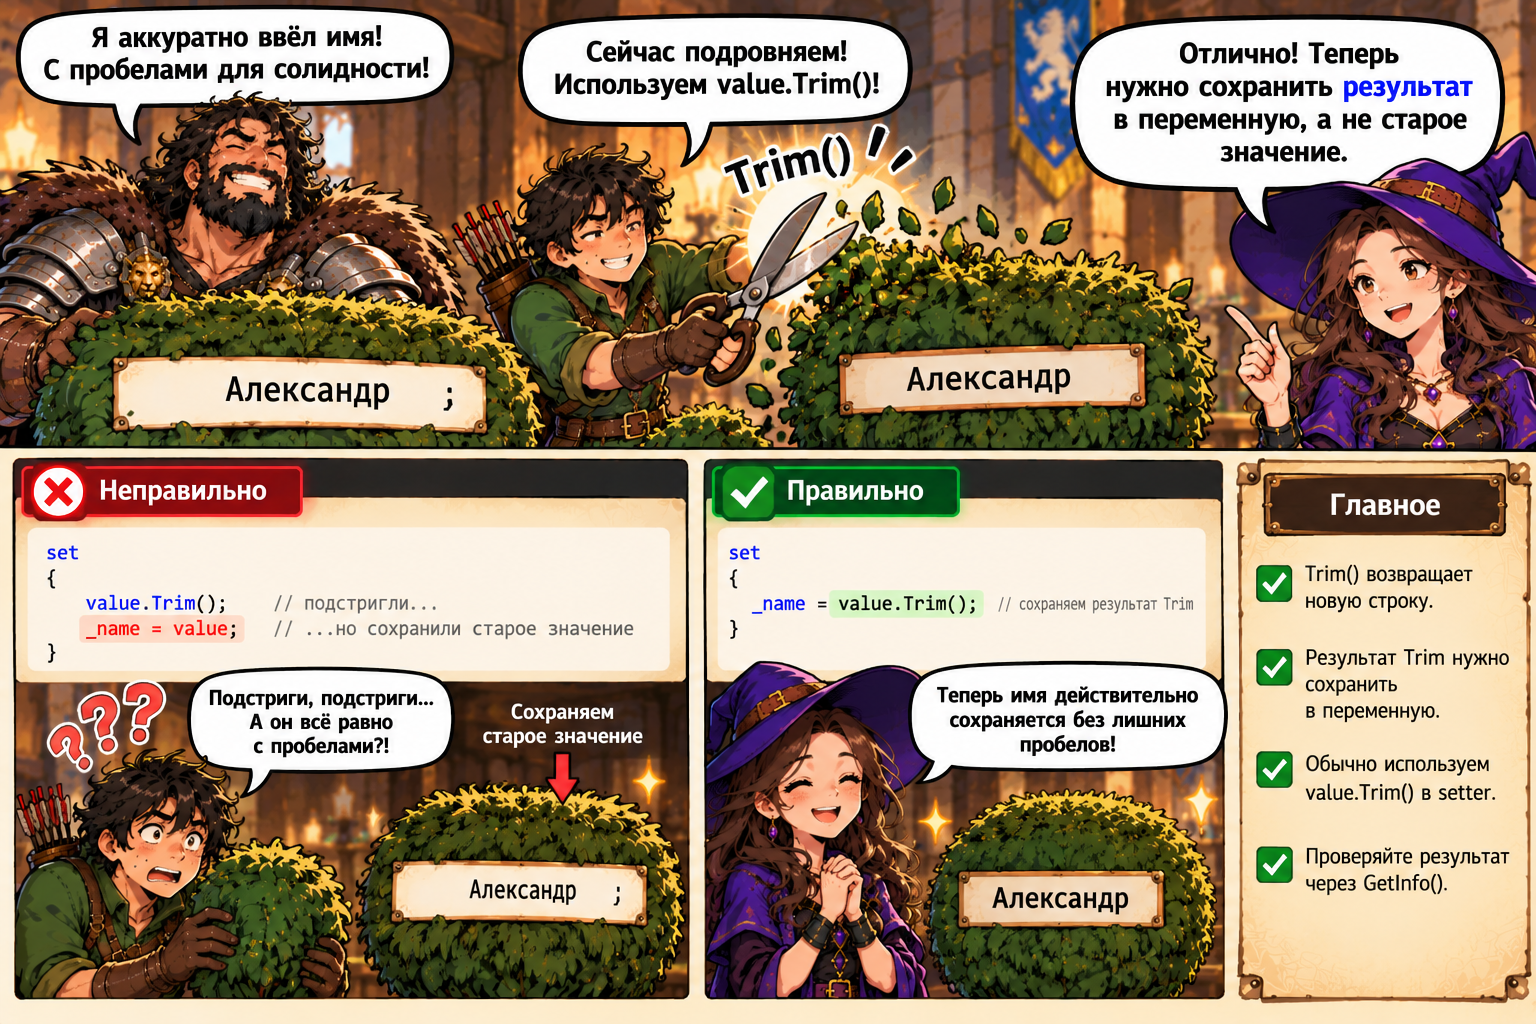 Я аккуратно ввёл имя!
С пробелами для солидности!
Сейчас подровняем!
Используем value.Trim()!
Отлично! Теперь
нужно сохранить результат
в переменную, а не старое
значение.
Trim() !!
Александр    ;
Александр
Неправильно
set
{
value.Trim();    // подстригли...
_name = value;    // ...но сохранили старое значение
}
???
Подстриги, подстриги...
А он всё равно
с пробелами?!
Сохраняем
старое значение
Александр    ;
Правильно
set
{
_name = value.Trim();  // сохраняем результат Trim
}
Теперь имя действительно
сохраняется без лишних
пробелов!
Александр
Главное
Trim() возвращает
новую строку.
Результат Trim нужно
сохранить
в переменную.
Обычно используем
value.Trim() в setter.
Проверяйте результат
через GetInfo().